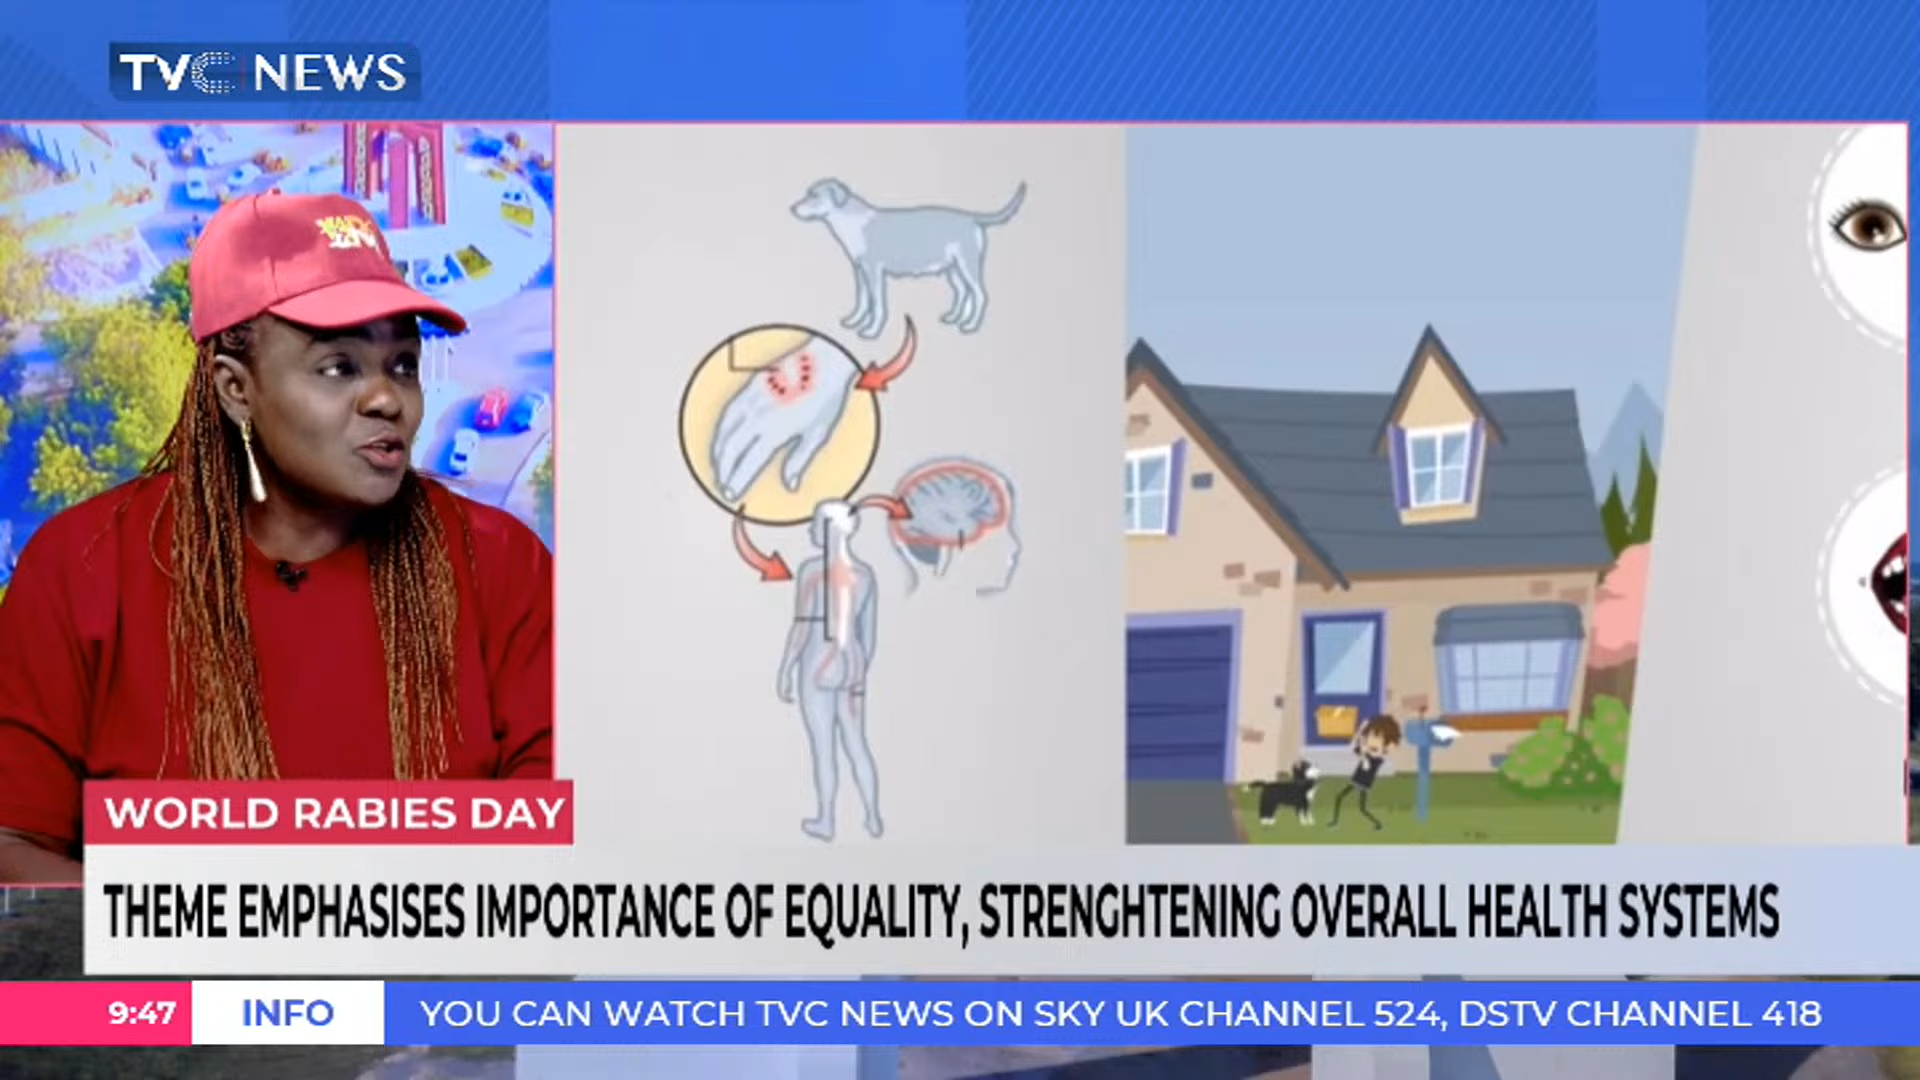 TVC NEWS
WORLD RABIES DAY
THEME EMPHASISES IMPORTANCE OF EQUALITY, STRENGHTENING OVERALL HEALTH SYSTEMS
9:47 INFO YOU CAN WATCH TVC NEWS ON SKY UK CHANNEL 524, DSTV CHANNEL 418